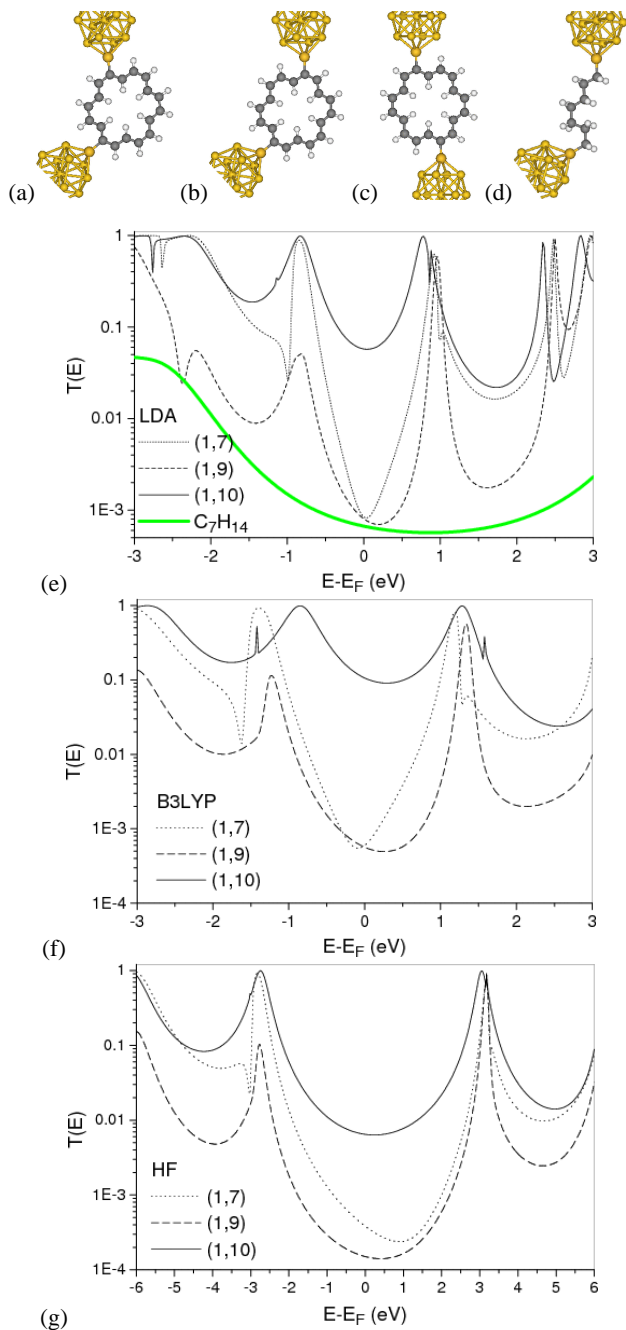 (a) (b) (c) (d)
1
0.1
0.01
1E-3
T(E)
LDA
(1,7)
(1,9)
(1,10)
C7H14
-3 -2 -1 0 1 2 3
E-EF (eV)
(e)
1
0.1
0.01
1E-3
1E-4
T(E)
B3LYP
(1,7)
(1,9)
(1,10)
-3 -2 -1 0 1 2 3
E-EF (eV)
(f)
1
0.1
0.01
1E-3
1E-4
T(E)
HF
(1,7)
(1,9)
(1,10)
-6 -5 -4 -3 -2 -1 0 1 2 3 4 5 6
E-EF (eV)
(g)